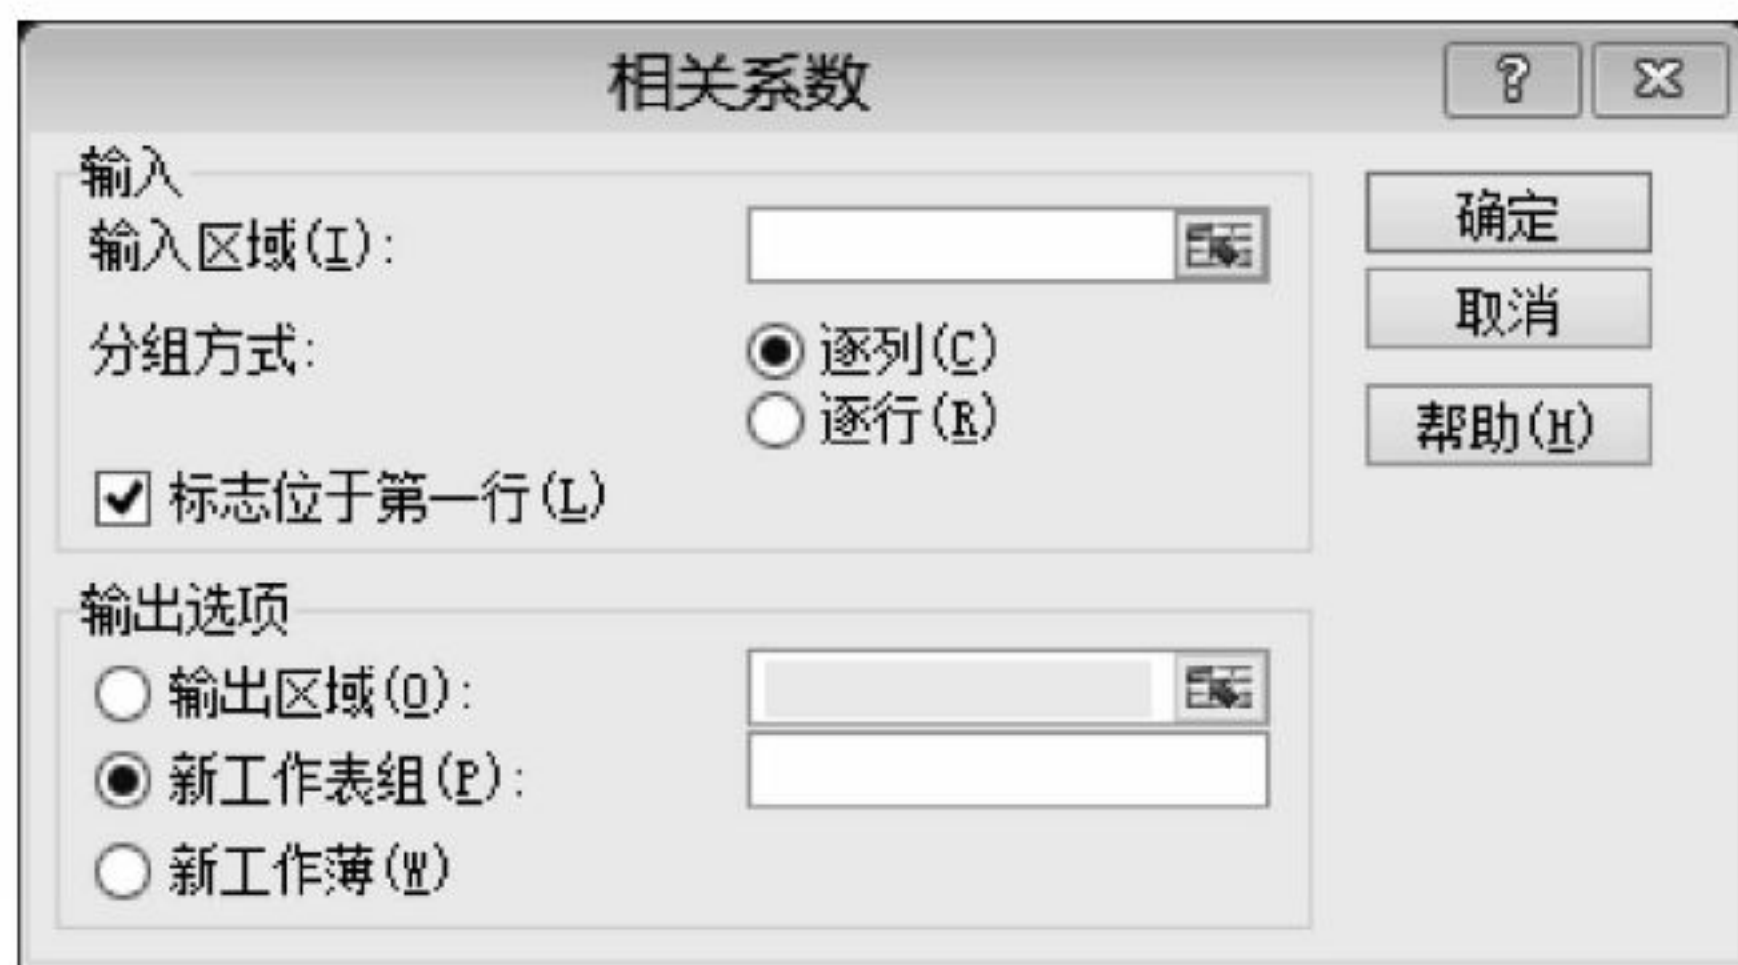 相关系数
输入
输入区域(I):
分组方式:
逐列(C)
逐行(R)
标志位于第一行(L)
输出选项
输出区域(O):
新工作表组(P):
新工作薄(W)
确定
取消
帮助(H)